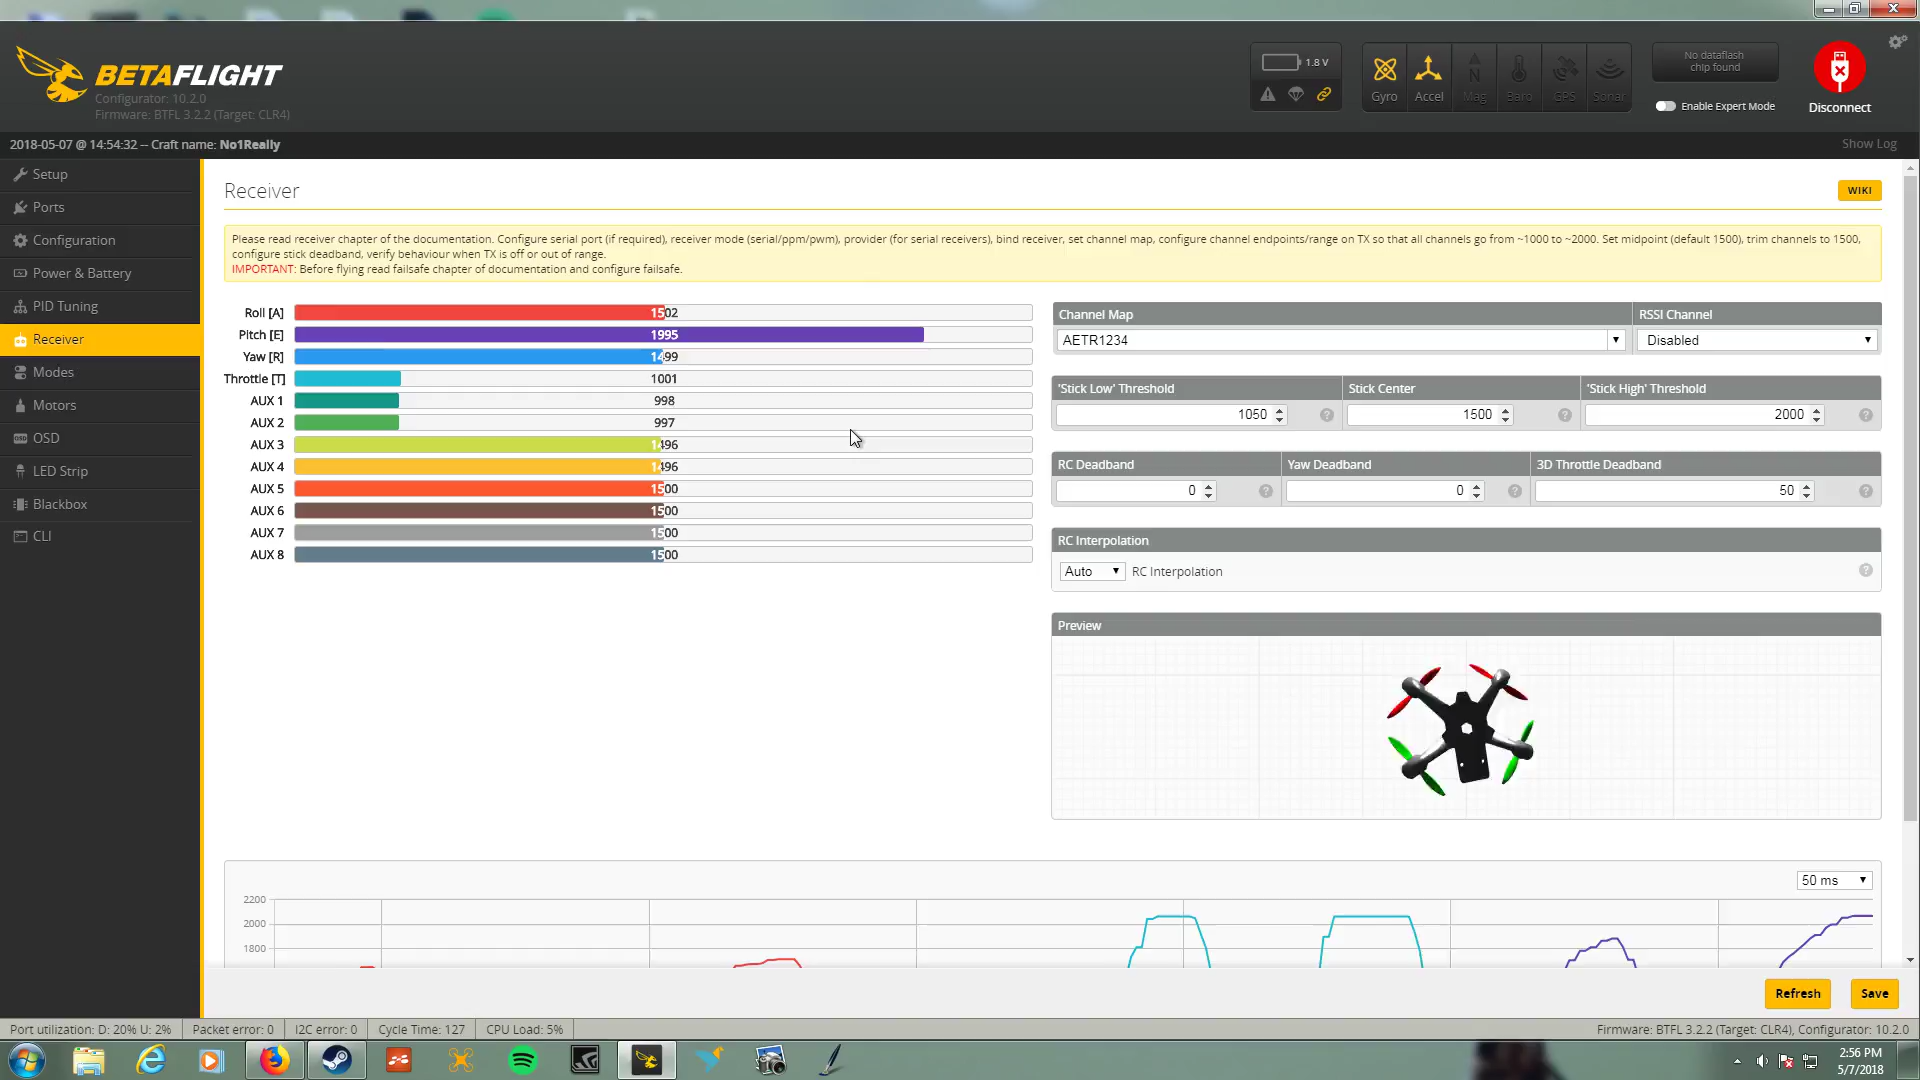 BETAFLIGHT
Configurator: 10.2.0
Firmware: BTFL 3.2.2 (Target: CLR4)
1.8 V
Gyro
Accel
Mag
Baro
GPS
Sonar
No dataflash
chip found
Enable Expert Mode
Disconnect
2018-05-07 @ 14:54:32 -- Craft name: No1Really
Show Log
Setup
Ports
Configuration
Power & Battery
PID Tuning
Receiver
Modes
Motors
OSD
LED Strip
Blackbox
CLI
Receiver
WIKI
Please read receiver chapter of the documentation. Configure serial port (if required), receiver mode (serial/ppm/pwm), provider (for serial receivers), bind receiver, set channel map, configure channel endpoints/range on TX so that all channels go from ~1000 to ~2000. Set midpoint (default 1500), trim channels to 1500,
configure stick deadband, verify behaviour when TX is off or out of range.
IMPORTANT: Before flying read failsafe chapter of documentation and configure failsafe.
Roll [A] 1502
Pitch [E] 1995
Yaw [R] 1499
Throttle [T] 1001
AUX 1 998
AUX 2 997
AUX 3 1496
AUX 4 1496
AUX 5 1500
AUX 6 1500
AUX 7 1500
AUX 8 1500
Channel Map RSSI Channel
AETR1234 Disabled
'Stick Low' Threshold Stick Center 'Stick High' Threshold
1050 1500 2000
RC Deadband Yaw Deadband 3D Throttle Deadband
0 0 50
RC Interpolation
Auto RC Interpolation
Preview
50 ms
2200
2000
1800
Refresh Save
Port utilization: D: 20% U: 2% Packet error: 0 I2C error: 0 Cycle Time: 127 CPU Load: 5% Firmware: BTFL 3.2.2 (Target: CLR4), Configurator: 10.2.0
2:56 PM
5/7/2018